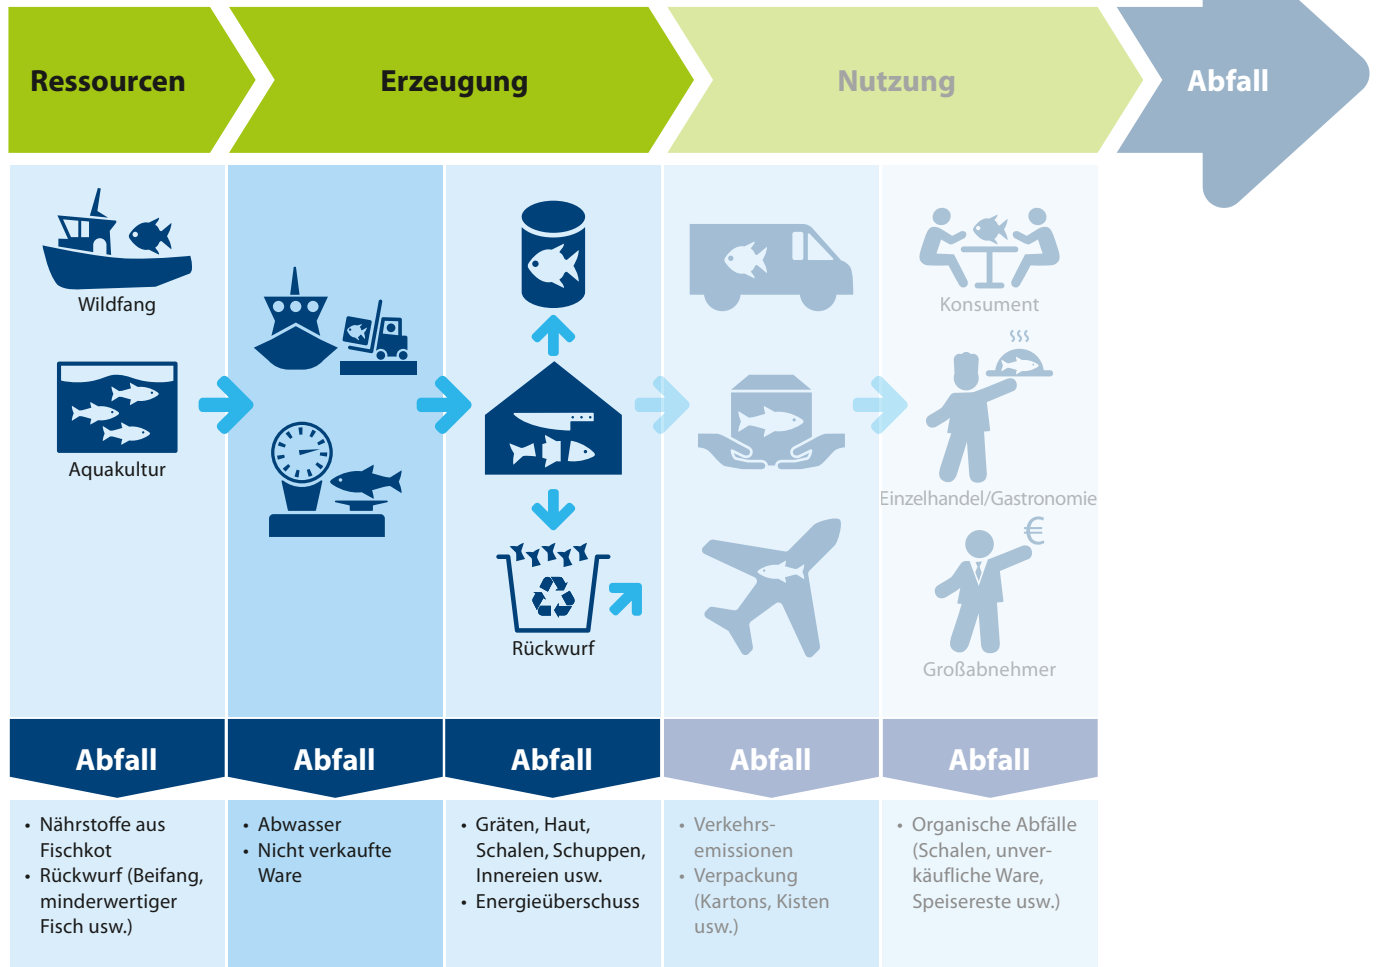 Ressourcen
Erzeugung
Nutzung
Abfall
Wildfang
Aquakultur
Rückwurf
Konsument
Einzelhandel/Gastronomie
€
Großabnehmer
Abfall
Abfall
Abfall
Abfall
Abfall
• Nährstoffe aus
Fischkot
• Rückwurf (Beifang,
minderwertiger
Fisch usw.)
• Abwasser
• Nicht verkaufte
Ware
• Gräten, Haut,
Schalen, Schuppen,
Innereien usw.
• Energieüberschuss
• Verkehrs-
emissionen
• Verpackung
(Kartons, Kisten
usw.)
• Organische Abfälle
(Schalen, unver-
käufliche Ware,
Speisereste usw.)